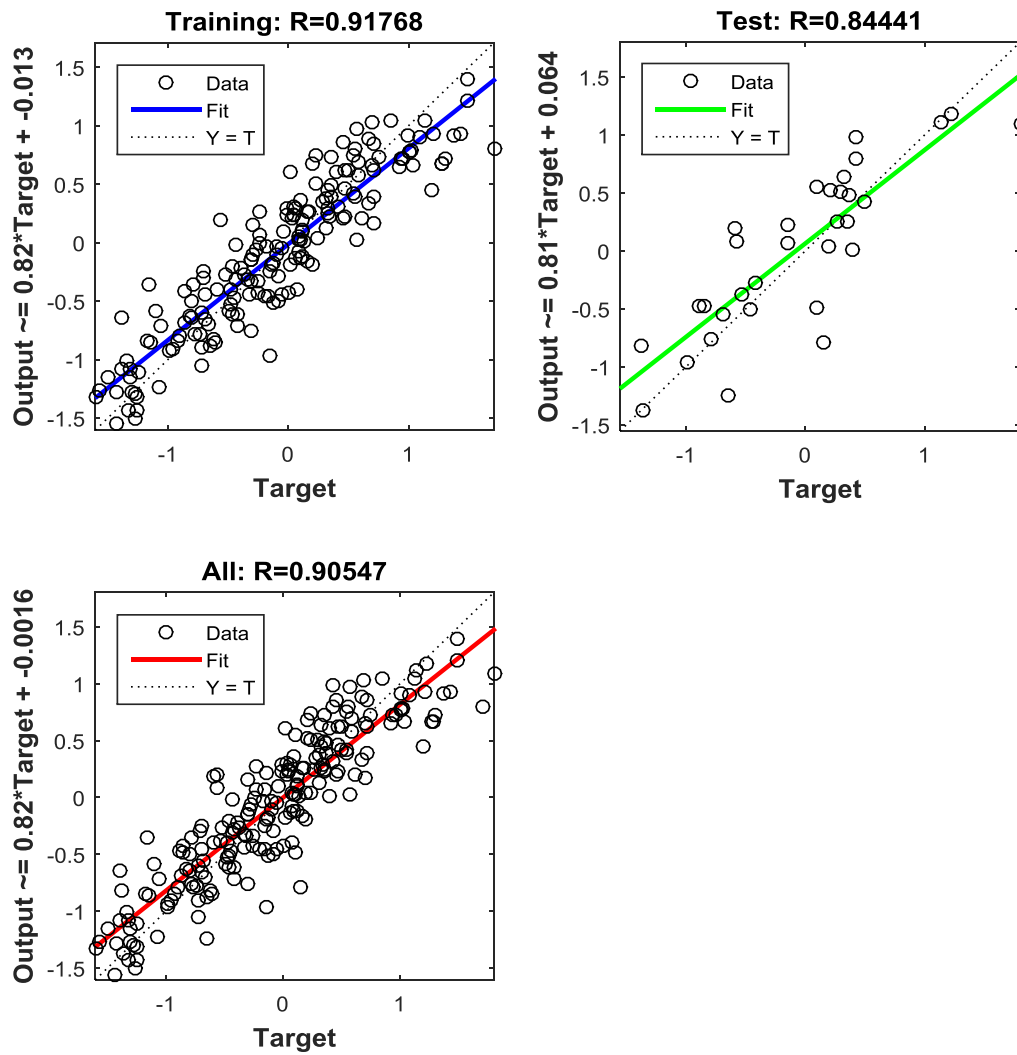 Training: R=0.91768
Output ~= 0.82*Target + -0.013
1.5
1
0.5
0
-0.5
-1
-1.5
Data
Fit
Y = T
-1
0
1
Target
Test: R=0.84441
Output ~= 0.81*Target + 0.064
1.5
1
0.5
0
-0.5
-1
-1.5
Data
Fit
Y = T
-1
0
1
Target
All: R=0.90547
Output ~= 0.82*Target + -0.0016
1.5
1
0.5
0
-0.5
-1
-1.5
Data
Fit
Y = T
-1
0
1
Target